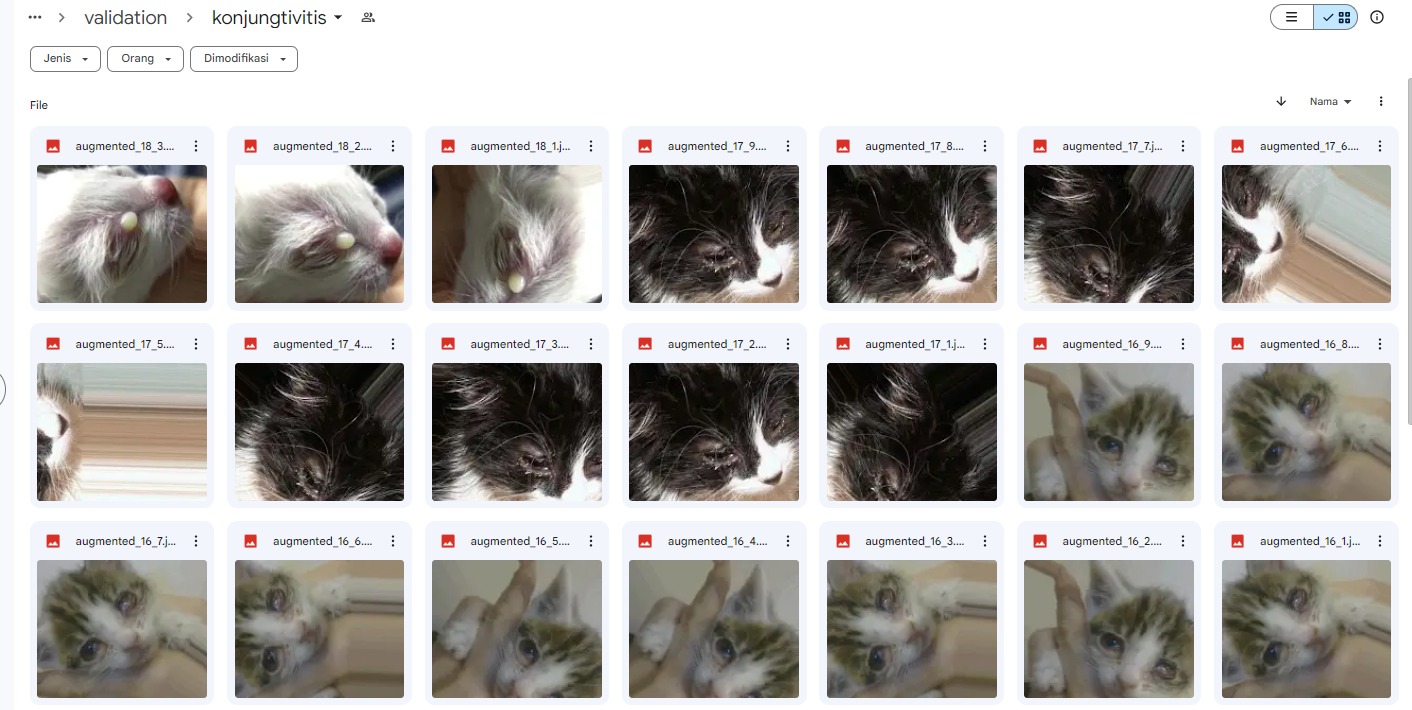 validation
konjungtivitis
Jenis
Orang
Dimodifikasi
File
Nama
augmented_18_3....
augmented_18_2....
augmented_18_1.j...
augmented_17_9....
augmented_17_8....
augmented_17_7.j...
augmented_17_6....
augmented_17_5....
augmented_17_4....
augmented_17_3....
augmented_17_2....
augmented_17_1.j...
augmented_16_9....
augmented_16_8....
augmented_16_7.j...
augmented_16_6....
augmented_16_5....
augmented_16_4....
augmented_16_3....
augmented_16_2....
augmented_16_1.j...